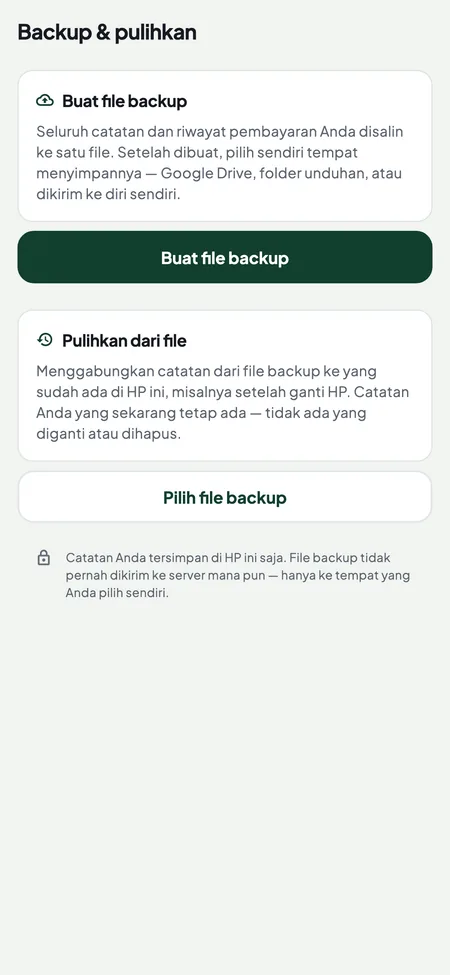 Backup & pulihkan
Buat file backup
Seluruh catatan dan riwayat pembayaran Anda disalin
ke satu file. Setelah dibuat, pilih sendiri tempat
menyimpannya — Google Drive, folder unduhan, atau
dikirim ke diri sendiri.
Buat file backup
Pulihkan dari file
Menggabungkan catatan dari file backup ke yang
sudah ada di HP ini, misalnya setelah ganti HP. Catatan
Anda yang sekarang tetap ada — tidak ada yang
diganti atau dihapus.
Pilih file backup
Catatan Anda tersimpan di HP ini saja. File backup tidak
pernah dikirim ke server mana pun — hanya ke tempat yang
Anda pilih sendiri.